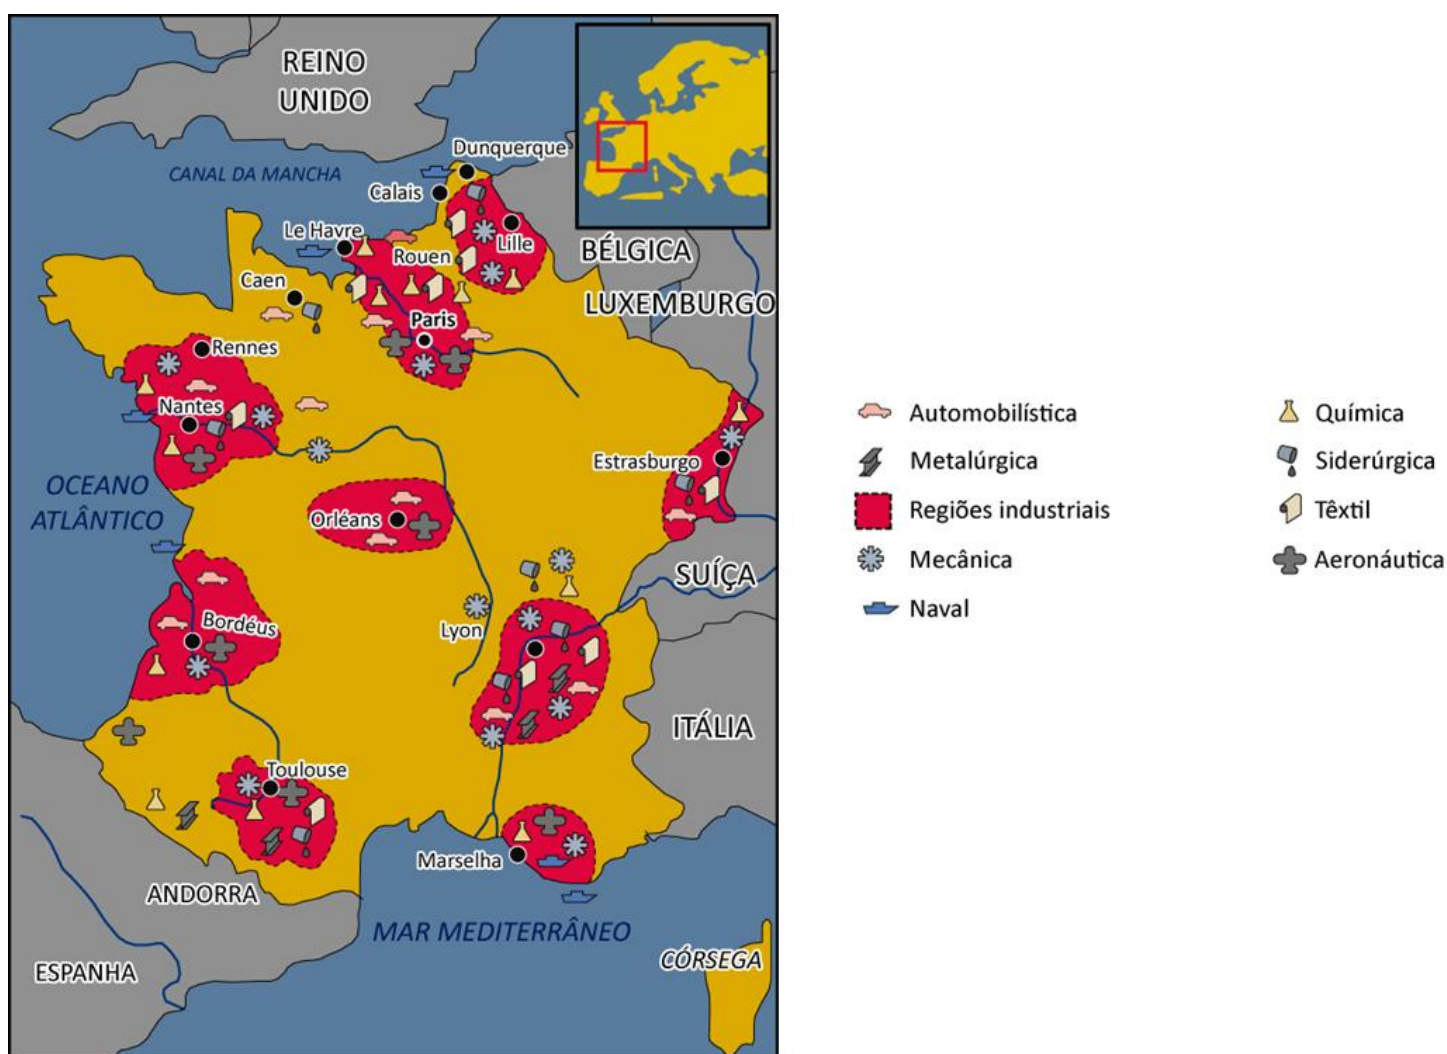 REINO
UNIDO
Dunquerque
CANAL DA MANCHA
Calais
Le Havre
Lille
Rouen
BÉLGICA
Caen
LUXEMBURGO
Paris
Rennes
Nantes
Estrasburgo
OCEANO
ATLÂNTICO
Orléans
SUÍÇA
Bordéus
Lyon
ITÁLIA
Toulouse
Marselha
ANDORRA
MAR MEDITERRÂNEO
CÓRSEGA
ESPANHA
Automobilística
Metalúrgica
Regiões industriais
Mecânica
Naval
Química
Siderúrgica
Têxtil
Aeronáutica